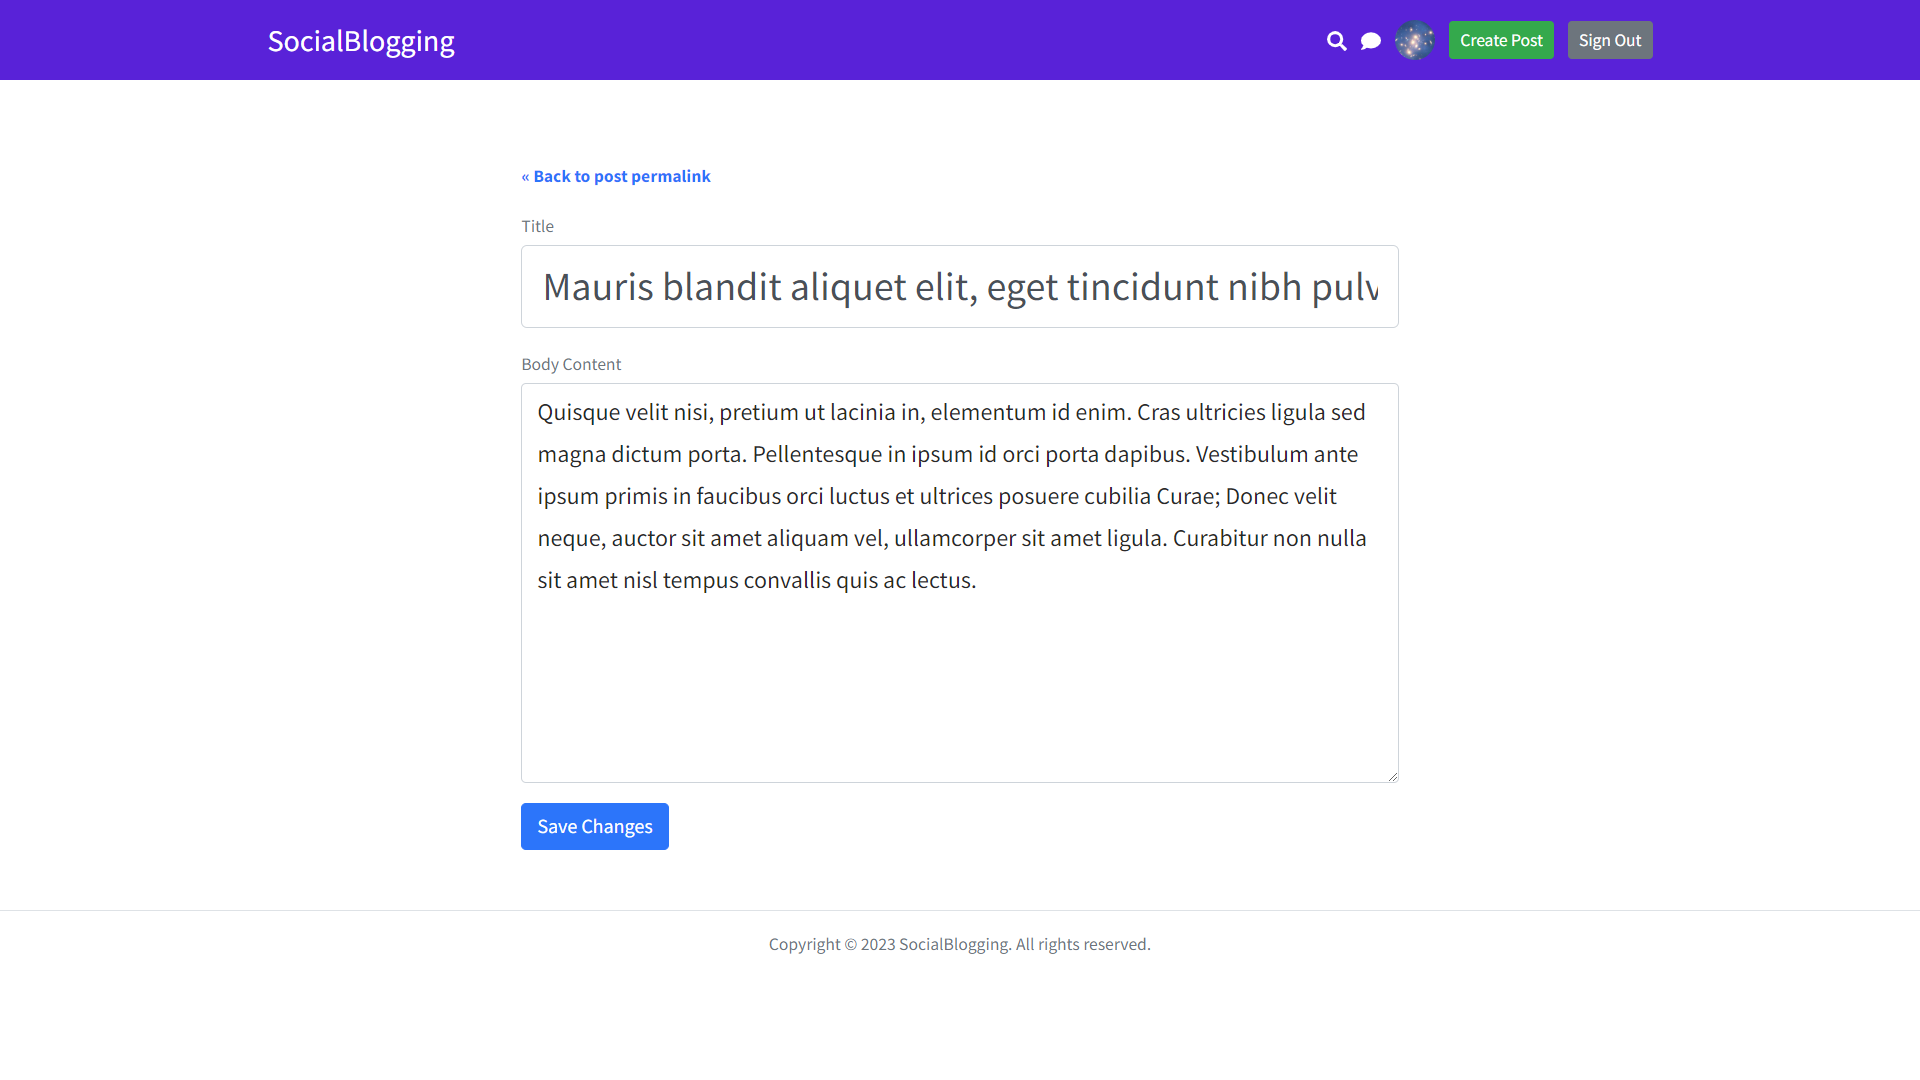 SocialBlogging
Create Post
Sign Out
« Back to post permalink
Title
Mauris blandit aliquet elit, eget tincidunt nibh pulv
Body Content
Quisque velit nisi, pretium ut lacinia in, elementum id enim. Cras ultricies ligula sed
magna dictum porta. Pellentesque in ipsum id orci porta dapibus. Vestibulum ante
ipsum primis in faucibus orci luctus et ultrices posuere cubilia Curae; Donec velit
neque, auctor sit amet aliquam vel, ullamcorper sit amet ligula. Curabitur non nulla
sit amet nisl tempus convallis quis ac lectus.
Save Changes
Copyright © 2023 SocialBlogging. All rights reserved.